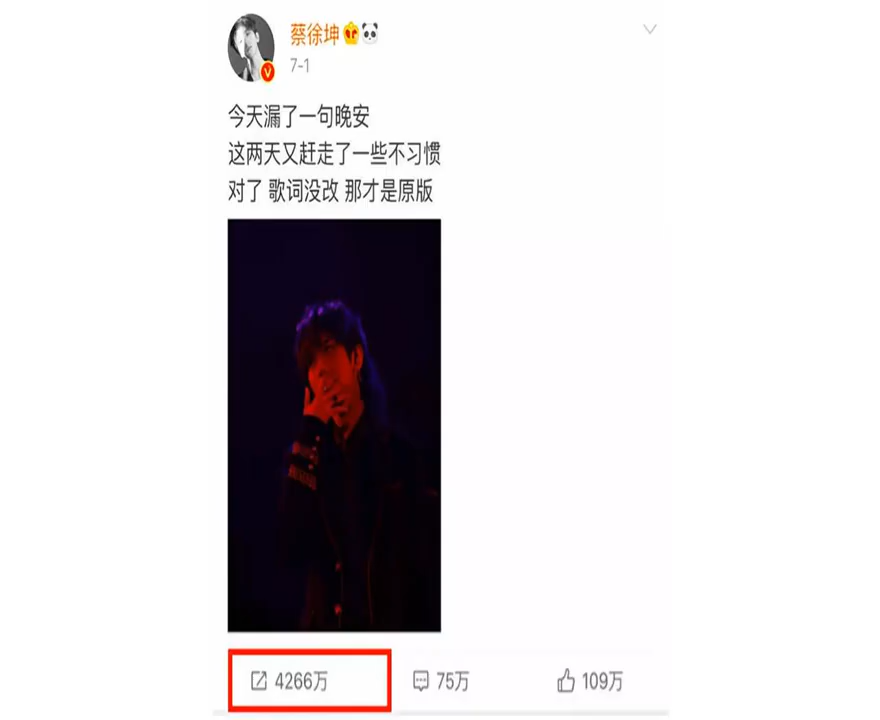 蔡徐坤
7-1
今天漏了一句晚安
这两天又赶走了一些不习惯
对了 歌词没改 那才是原版
4266万
75万
109万